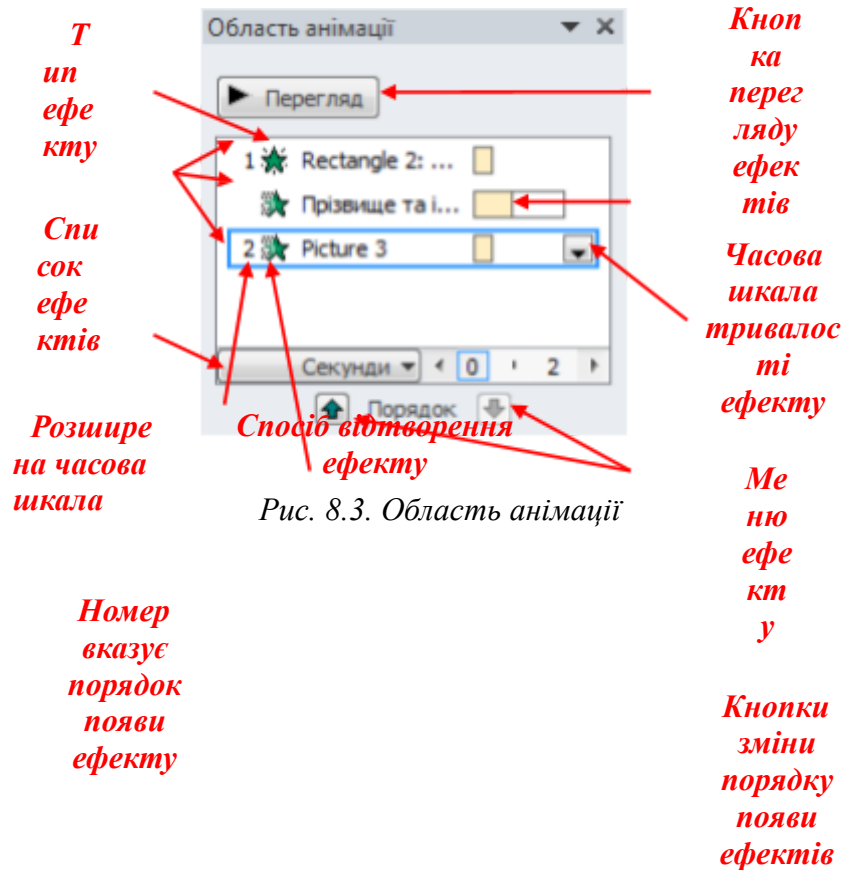 Область анімації
Перегляд
1 Rectangle 2: ...
Прізвище та і...
2 Picture 3
Секунди
0
2
Порядок
Т
ип
ефе
кту
Спи
сок
ефе
ктів
Розшире
на часова
шкала
Номер
вказує
порядок
появи
ефекту
Спосіб відтворення
ефекту
Рис. 8.3. Область анімації
Кноп
ка
перег
ляду
ефек
тів
Часова
шкала
тривалос
ті
ефекту
Ме
ню
ефе
кт
у
Кнопки
зміни
порядку
появи
ефектів